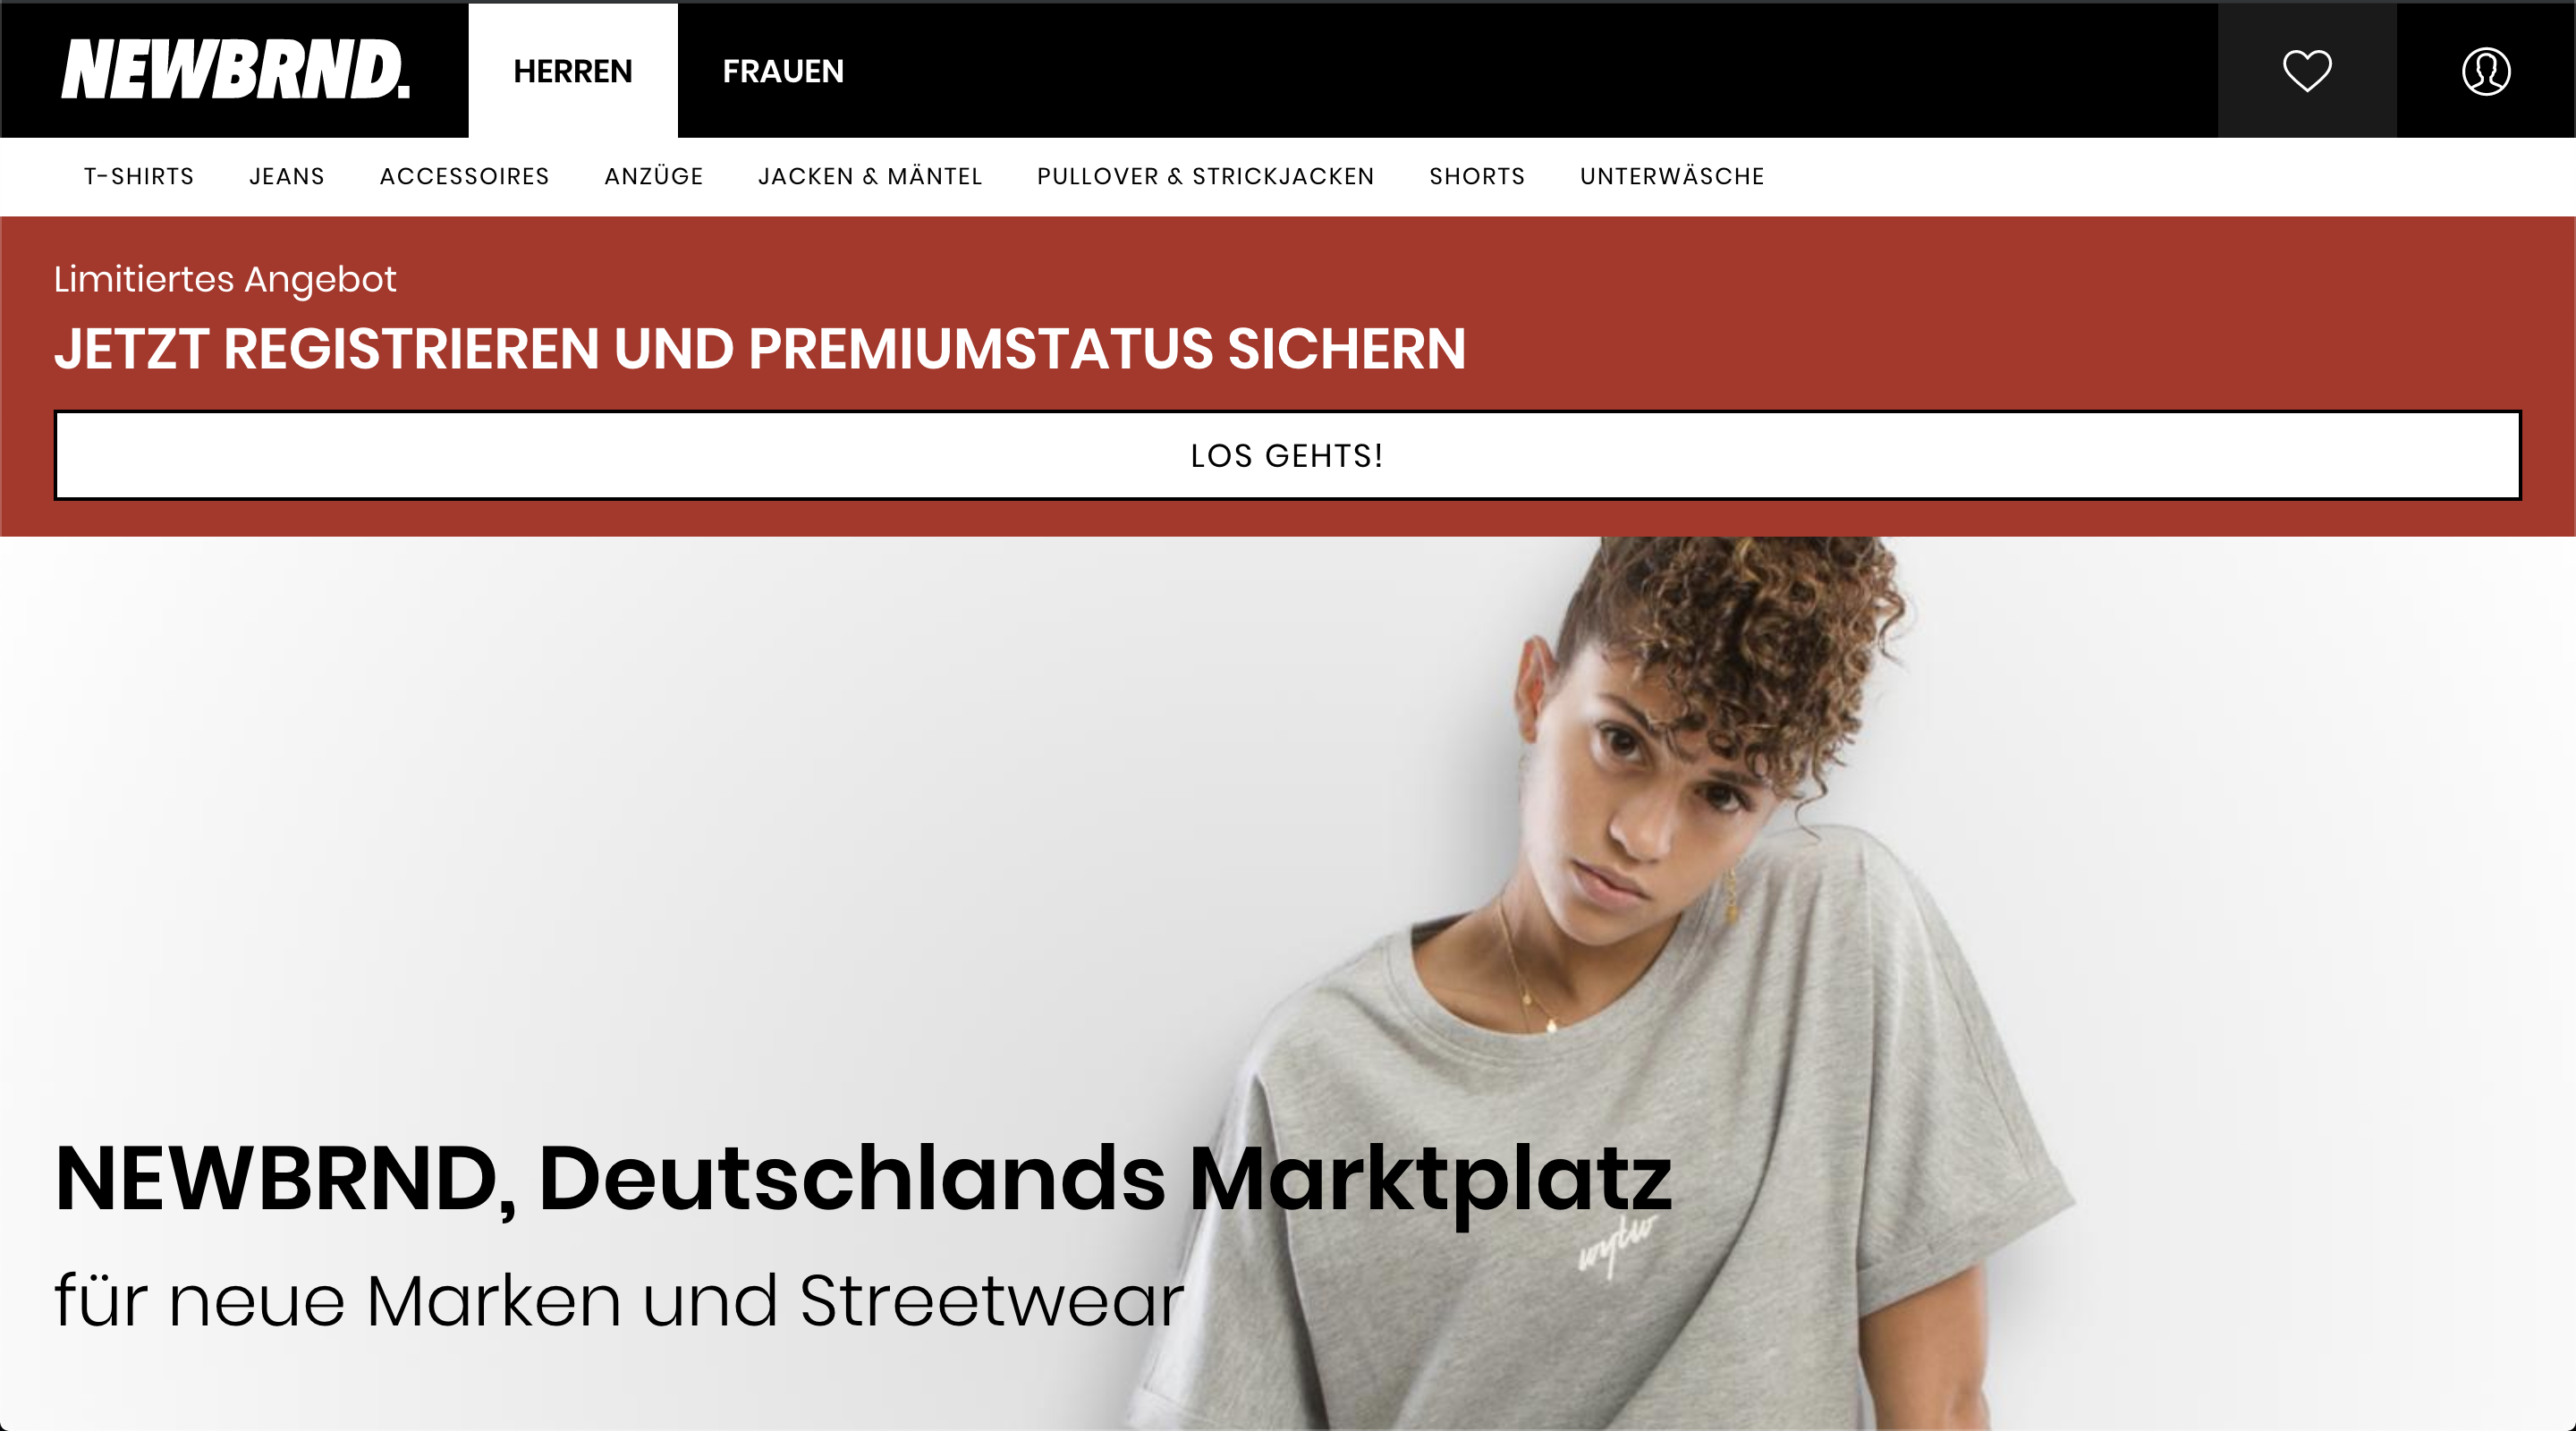 NEWBRND.
HERREN
FRAUEN
T-SHIRTS
JEANS
ACCESSOIRES
ANZÜGE
JACKEN & MÄNTEL
PULLOVER & STRICKJACKEN
SHORTS
UNTERWÄSCHE
Limitiertes Angebot
JETZT REGISTRIEREN UND PREMIUMSTATUS SICHERN
LOS GEHTS!
NEWBRND, Deutschlands Marktplatz
wytw
für neue Marken und Streetwear